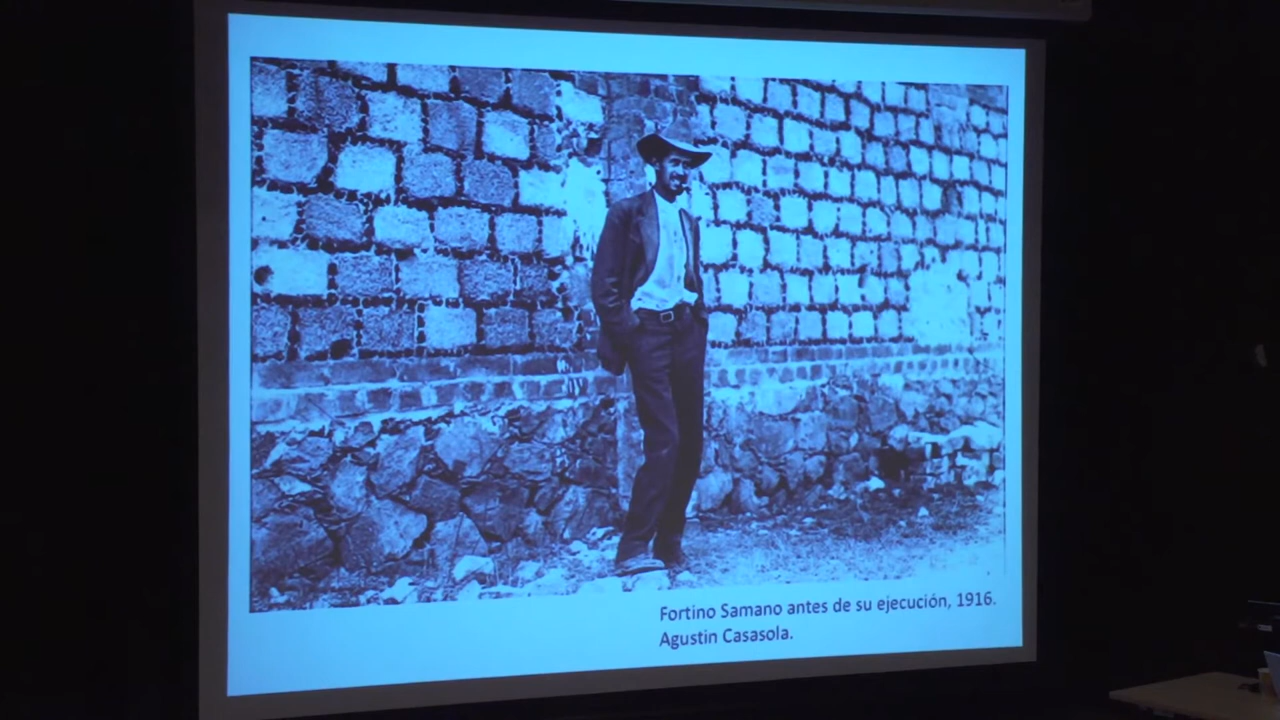 Fortino Samano antes de su ejecución, 1916.
Agustin Casasola.